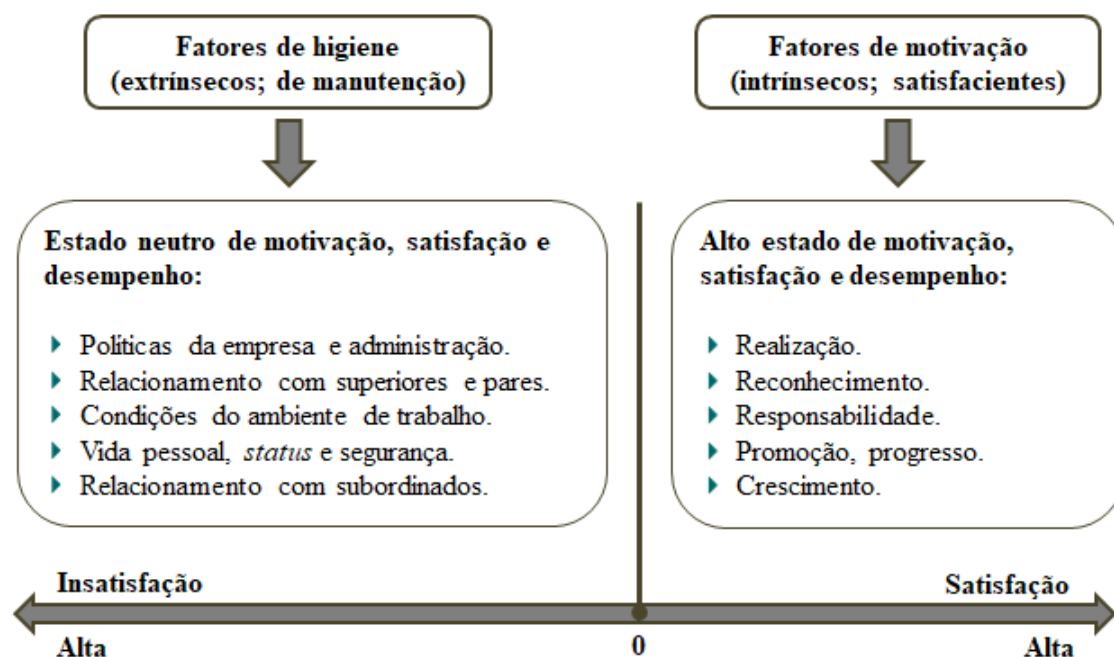 Fatores de higiene
(extrínsecos; de manutenção)
Fatores de motivação
(intrínsecos; satisfacientes)
Estado neutro de motivação, satisfação e
desempenho:
Políticas da empresa e administração.
Relacionamento com superiores e pares.
Condições do ambiente de trabalho.
Vida pessoal, status e segurança.
Relacionamento com subordinados.
Alto estado de motivação,
satisfação e desempenho:
Realização.
Reconhecimento.
Responsabilidade.
Promoção, progresso.
Crescimento.
Insatisfação
Satisfação
Alta
0
Alta